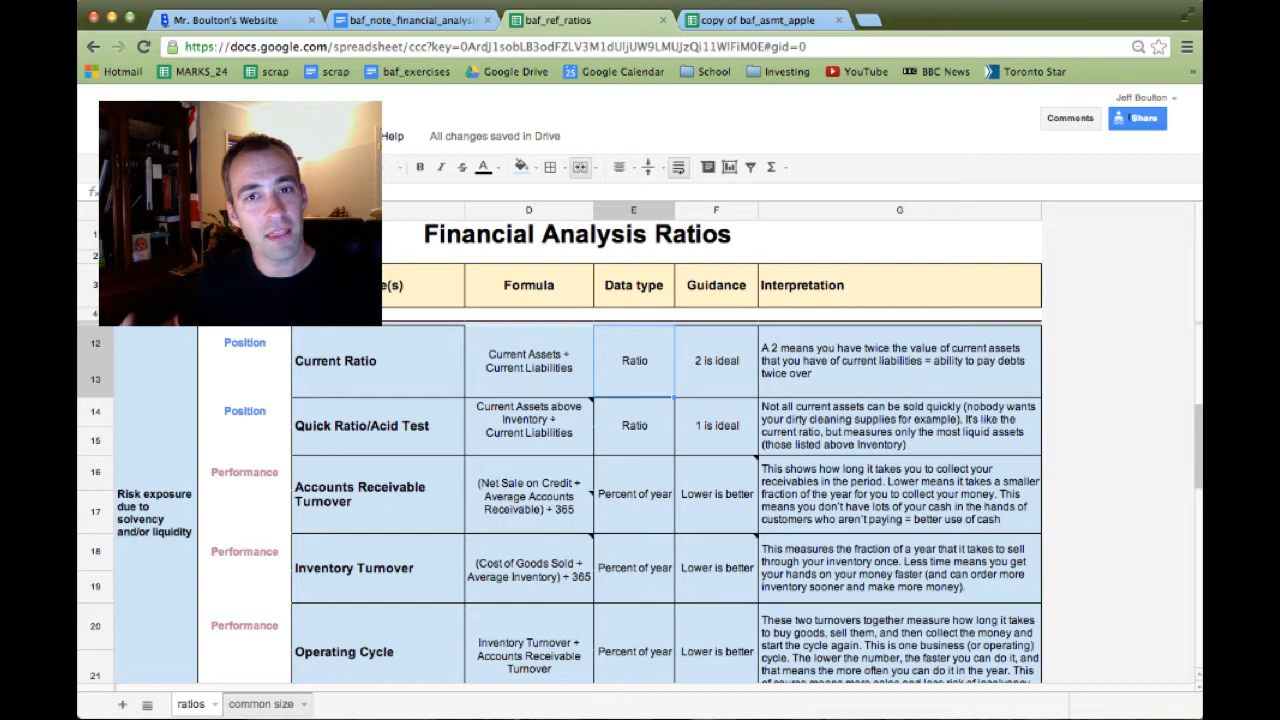 Mr. Boulton's Website
baf_note_financial_analysis
baf_ref_ratios
copy of baf_asmt_apple
https://docs.google.com/spreadsheet/ccc?key=0ArdJ1sobLB3odFZLV3M1dUljUW9LMUJzQi11WlFiM0E#gid=0
Hotmail
MARKS_24
scrap
scrap
baf_exercises
Google Drive
Google Calendar
School
Investing
YouTube
BBC News
Toronto Star
»
Jeff Boulton
Help
All changes saved in Drive
Comments
Share
B I S A Σ
fx
D E F G
1
Financial Analysis Ratios
2
3
e(s)
Formula
Data type
Guidance
Interpretation
4
12
13
Position
Current Ratio
Current Assets ÷
Current Liabilities
Ratio
2 is ideal
A 2 means you have twice the value of current assets
that you have of current liabilities = ability to pay debts
twice over
14
15
Position
Quick Ratio/Acid Test
Current Assets above
Inventory ÷
Current Liabilities
Ratio
1 is ideal
Not all current assets can be sold quickly (nobody wants
your dirty cleaning supplies for example). It's like the
current ratio, but measures only the most liquid assets
(those listed above Inventory)
Risk exposure
due to
solvency
and/or liquidity
16
17
Performance
Accounts Receivable
Turnover
(Net Sale on Credit ÷
Average Accounts
Receivable) ÷ 365
Percent of year
Lower is better
This shows how long it takes you to collect your
receivables in the period. Lower means it takes a smaller
fraction of the year for you to collect your money. This
means you don't have lots of your cash in the hands of
customers who aren't paying = better use of cash
18
19
Performance
Inventory Turnover
(Cost of Goods Sold ÷
Average Inventory) ÷ 365
Percent of year
Lower is better
This measures the fraction of a year that it takes to sell
through your inventory once. Less time means you get
your hands on your money faster (and can order more
inventory sooner and make more money).
20
21
Performance
Operating Cycle
Inventory Turnover +
Accounts Receivable
Turnover
Percent of year
Lower is better
These two turnovers together measure how long it takes
to buy goods, sell them, and then collect the money and
start the cycle again. This is one business (or operating)
cycle. The lower the number, the faster you can do it, and
that means the more often you can do it in the year. This
of course means more sales and less risk of insolvency
ratios
common size